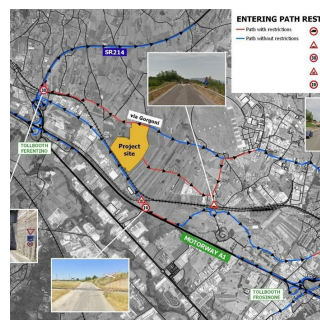 ENTERING PATH REST
Path with restrictions
Path without restrictions
SR214
via Gorgoni
Project
site
TOLLBOOTH
FERENTINO
MOTORWAY A1
TOLLBOOTH
FROSINONE